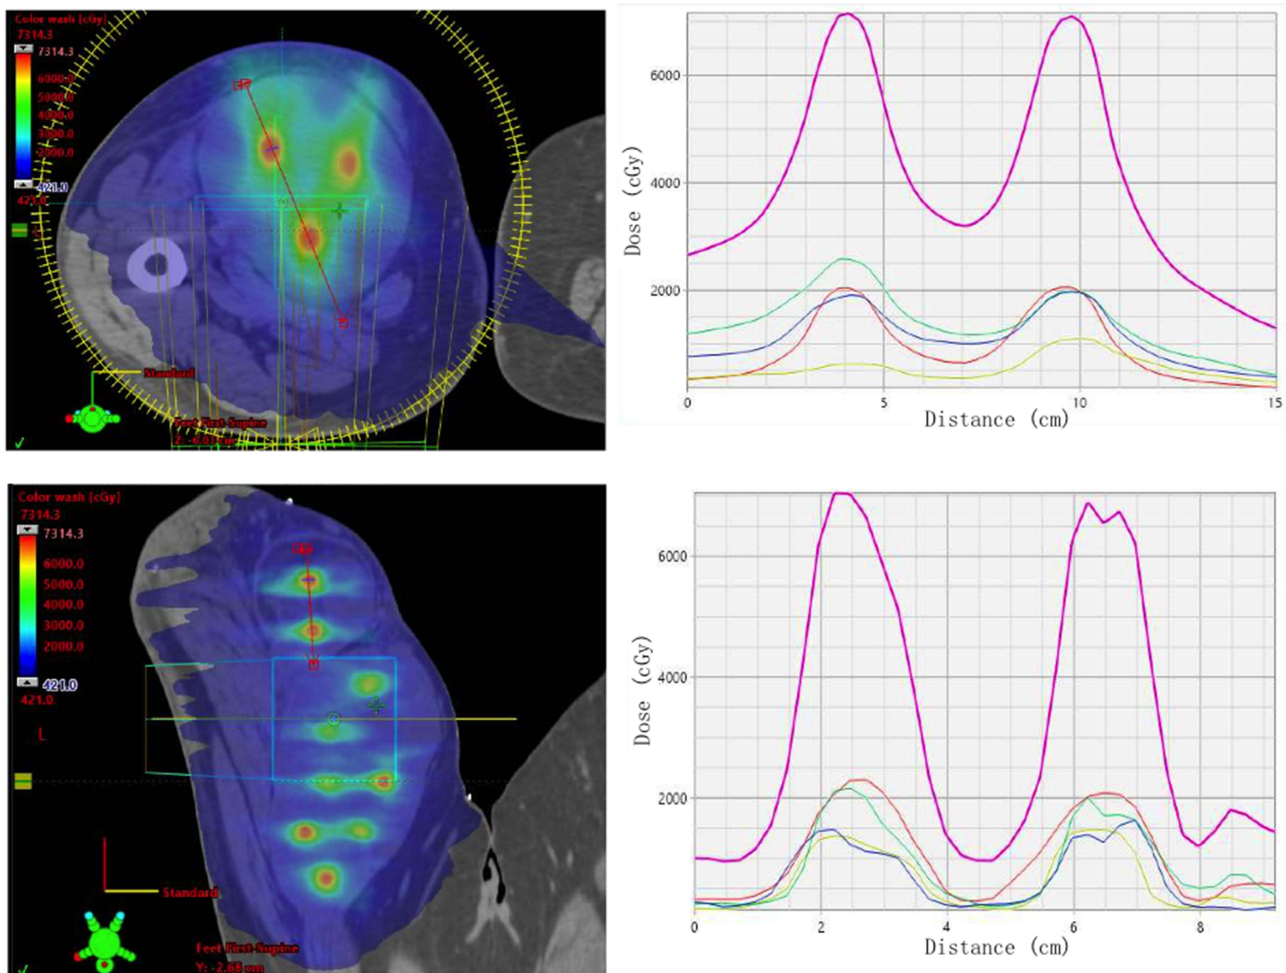 Color wash [cGy]
7314.3
7314.3
6000.0
5000.0
4000.0
3000.0
2000.0
421.0
Standard
Feet First-Supine
Z: -6.03 cm
6000
4000
2000
Dose (cGy)
0
5
10
15
Distance (cm)
Color wash [cGy]
7314.3
7314.3
6000.0
5000.0
4000.0
3000.0
2000.0
421.0
421.0
L
Standard
Feet First-Supine
Y: -2.68 cm
6000
4000
2000
Dose (cGy)
0
2
4
6
8
Distance (cm)